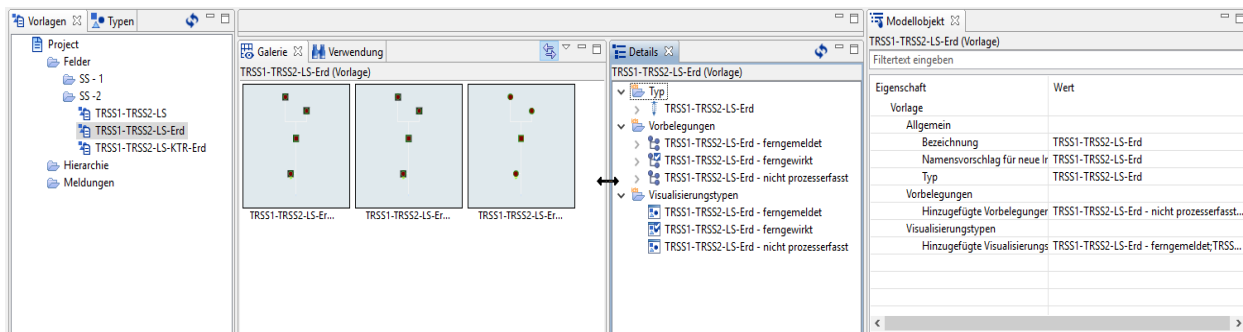 Vorlagen
Typen
Project
Felder
SS - 1
SS -2
TRSS1-TRSS2-LS
TRSS1-TRSS2-LS-Erd
TRSS1-TRSS2-LS-KTR-Erd
Hierarchie
Meldungen
Galerie
Verwendung
TRSS1-TRSS2-LS-Erd (Vorlage)
TRSS1-TRSS2-LS-Er...
TRSS1-TRSS2-LS-Er...
TRSS1-TRSS2-LS-Er...
Details
TRSS1-TRSS2-LS-Erd (Vorlage)
Typ
TRSS1-TRSS2-LS-Erd
Vorbelegungen
TRSS1-TRSS2-LS-Erd - ferngemeldet
TRSS1-TRSS2-LS-Erd - ferngewirkt
TRSS1-TRSS2-LS-Erd - nicht prozesserfasst
Visualisierungstypen
TRSS1-TRSS2-LS-Erd - ferngemeldet
TRSS1-TRSS2-LS-Erd - ferngewirkt
TRSS1-TRSS2-LS-Erd - nicht prozesserfasst
Modellobjekt
TRSS1-TRSS2-LS-Erd (Vorlage)
Filtertext eingeben
Eigenschaft Wert
Vorlage
Allgemein
Bezeichnung TRSS1-TRSS2-LS-Erd
Namensvorschlag für neue Ir TRSS1-TRSS2-LS-Erd
Typ TRSS1-TRSS2-LS-Erd
Vorbelegungen
Hinzugefügte Vorbelegunger TRSS1-TRSS2-LS-Erd - nicht prozesserfasst...
Visualisierungstypen
Hinzugefügte Visualisierungs TRSS1-TRSS2-LS-Erd - ferngemeldet;TRSS...